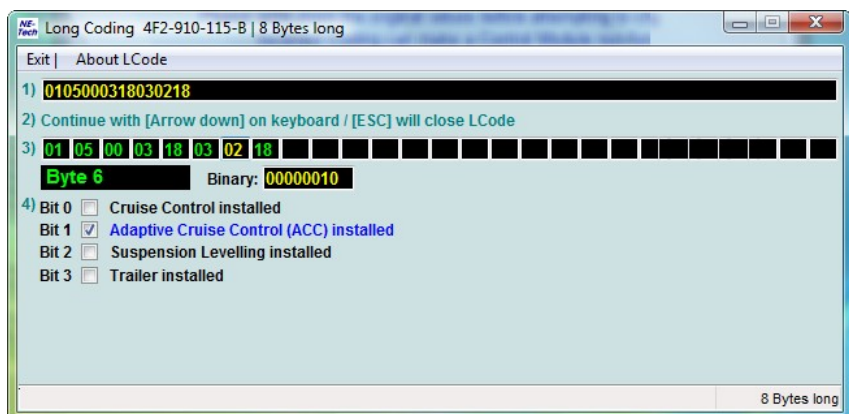 NE-Tech Long Coding 4F2-910-115-B | 8 Bytes long
Exit | About LCode
1) 0105000318030218
2) Continue with [Arrow down] on keyboard / [ESC] will close LCode
3) 01 05 00 03 18 03 02 18
Byte 6 Binary: 00000010
4) Bit 0 Cruise Control installed
Bit 1 Adaptive Cruise Control (ACC) installed
Bit 2 Suspension Levelling installed
Bit 3 Trailer installed
8 Bytes long